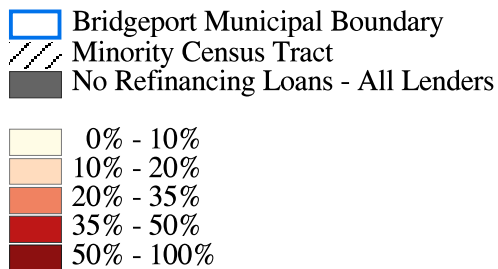 Bridgeport Municipal Boundary
Minority Census Tract
No Refinancing Loans - All Lenders
0% - 10%
10% - 20%
20% - 35%
35% - 50%
50% - 100%